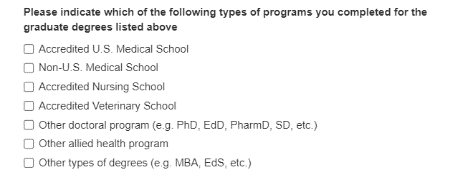 Please indicate which of the following types of programs you completed for the
graduate degrees listed above
Accredited U.S. Medical School
Non-U.S. Medical School
Accredited Nursing School
Accredited Veterinary School
Other doctoral program (e.g. PhD, EdD, PharmD, SD, etc.)
Other allied health program
Other types of degrees (e.g. MBA, EdS, etc.)